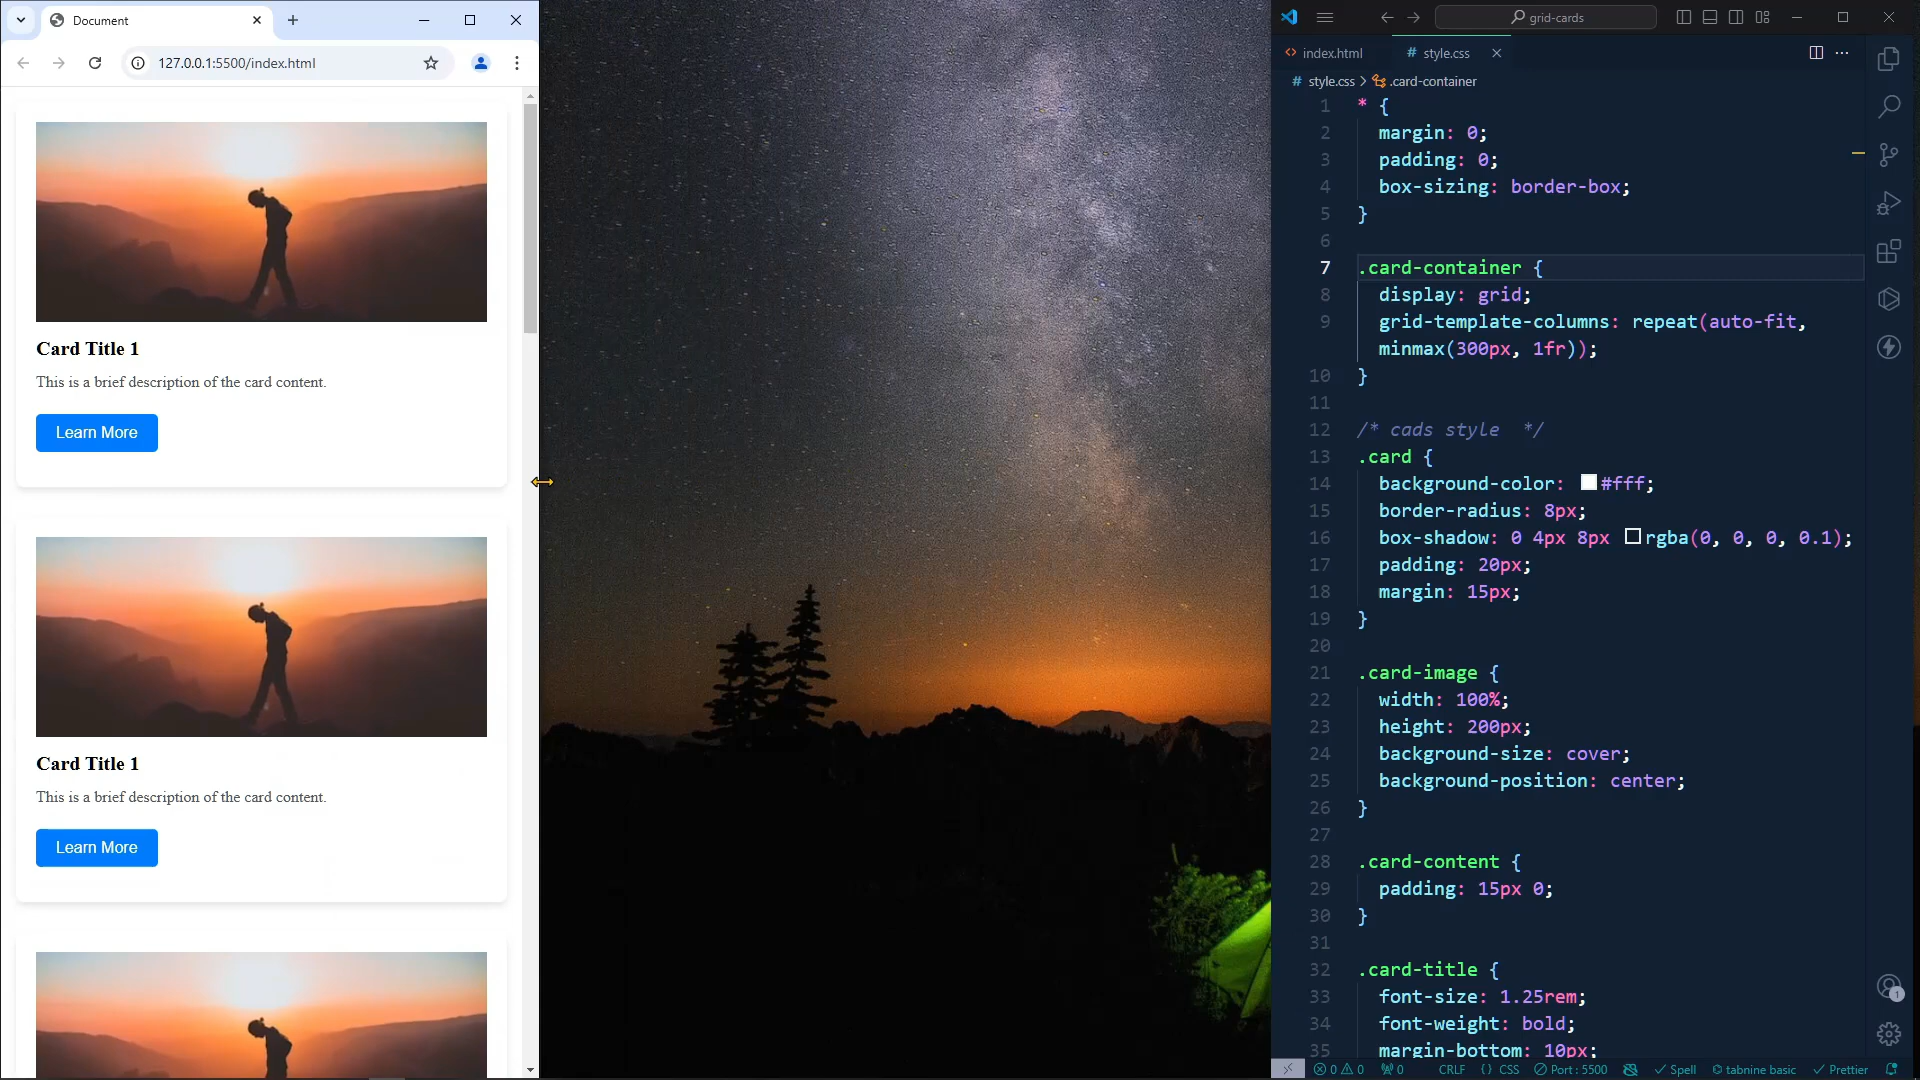 Document
127.0.0.1:5500/index.html
Card Title 1
This is a brief description of the card content.
Learn More
Card Title 1
This is a brief description of the card content.
Learn More
grid-cards
index.html
# style.css
# style.css > .card-container
1 * {
2 margin: 0;
3 padding: 0;
4 box-sizing: border-box;
5 }
6
7 .card-container {
8 display: grid;
9 grid-template-columns: repeat(auto-fit,
minmax(300px, 1fr));
10 }
11
12 /* cads style  */
13 .card {
14 background-color: #fff;
15 border-radius: 8px;
16 box-shadow: 0 4px 8px rgba(0, 0, 0, 0.1);
17 padding: 20px;
18 margin: 15px;
19 }
20
21 .card-image {
22 width: 100%;
23 height: 200px;
24 background-size: cover;
25 background-position: center;
26 }
27
28 .card-content {
29 padding: 15px 0;
30 }
31
32 .card-title {
33 font-size: 1.25rem;
34 font-weight: bold;
35 margin-bottom: 10px;
1
0 0 0 CRLF {} CSS Port : 5500 Spell tabnine basic Prettier